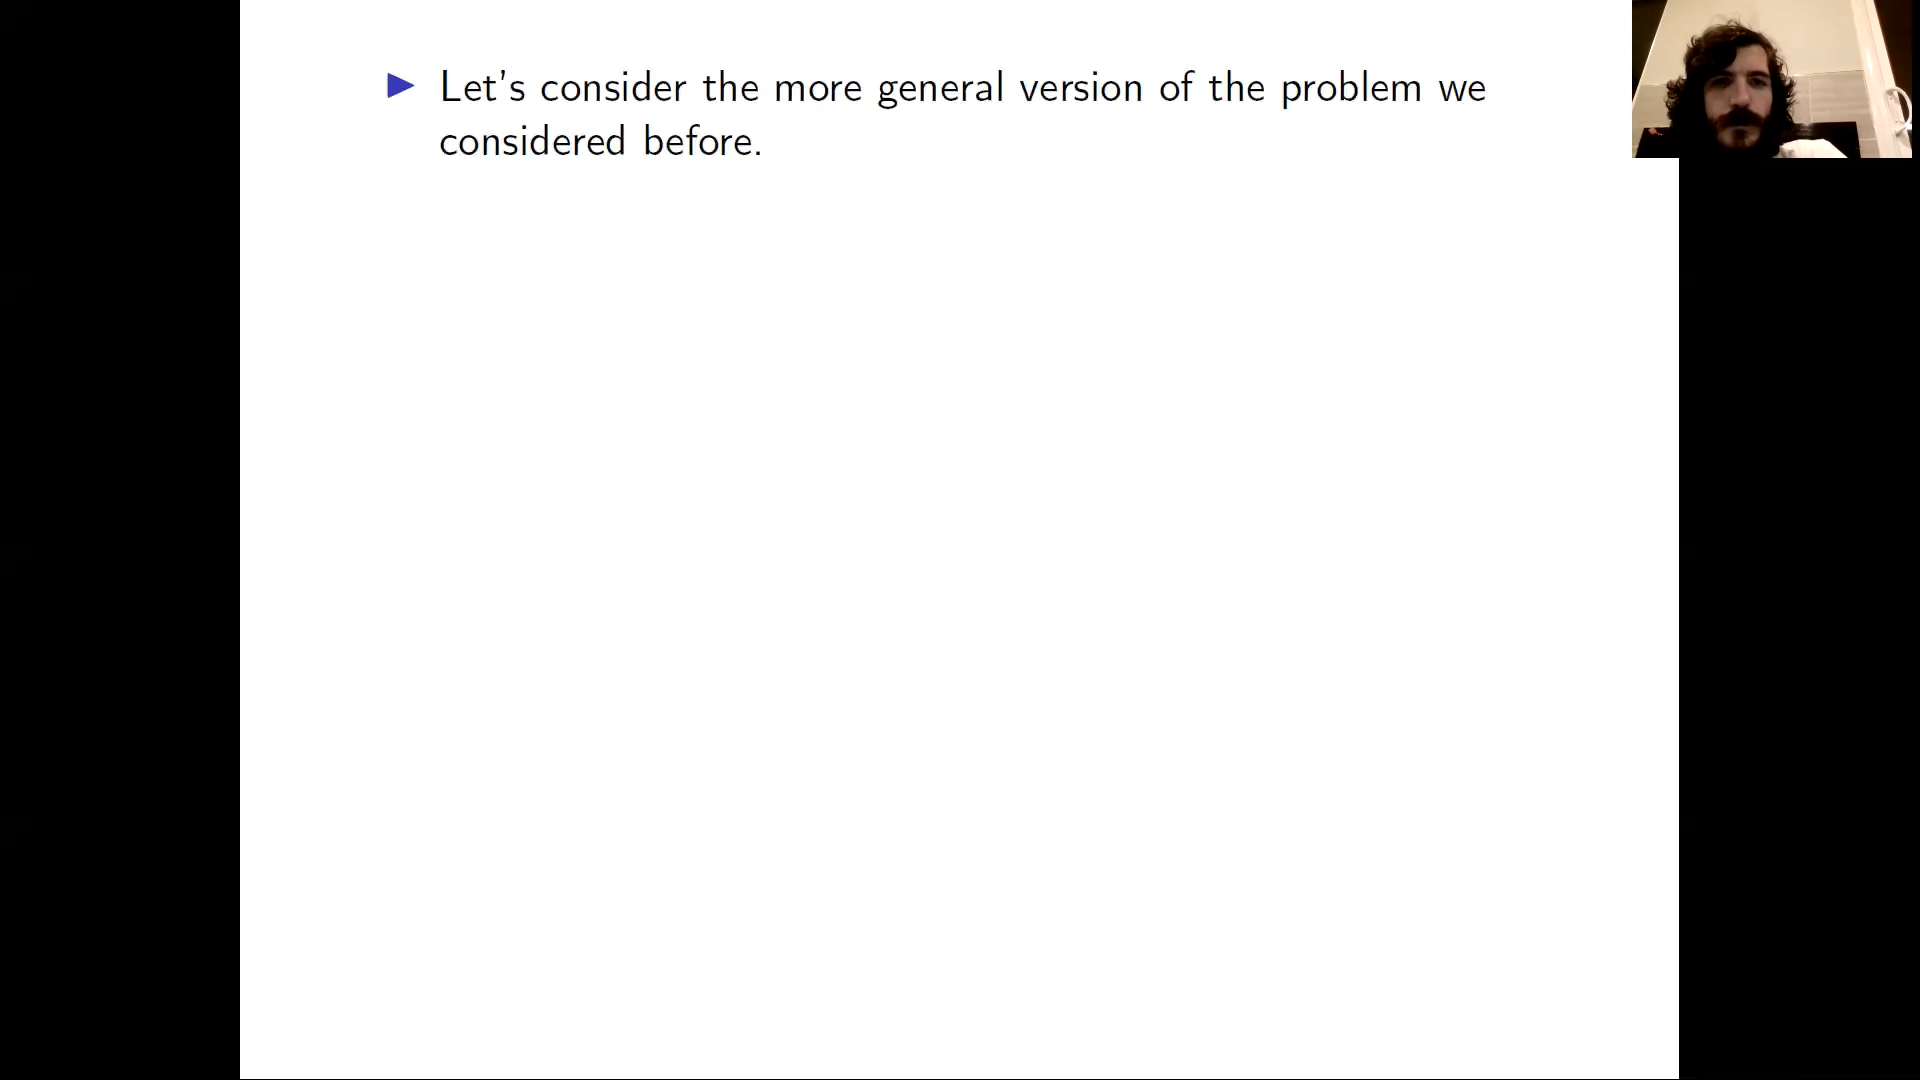 Let's consider the more general version of the problem we
considered before.